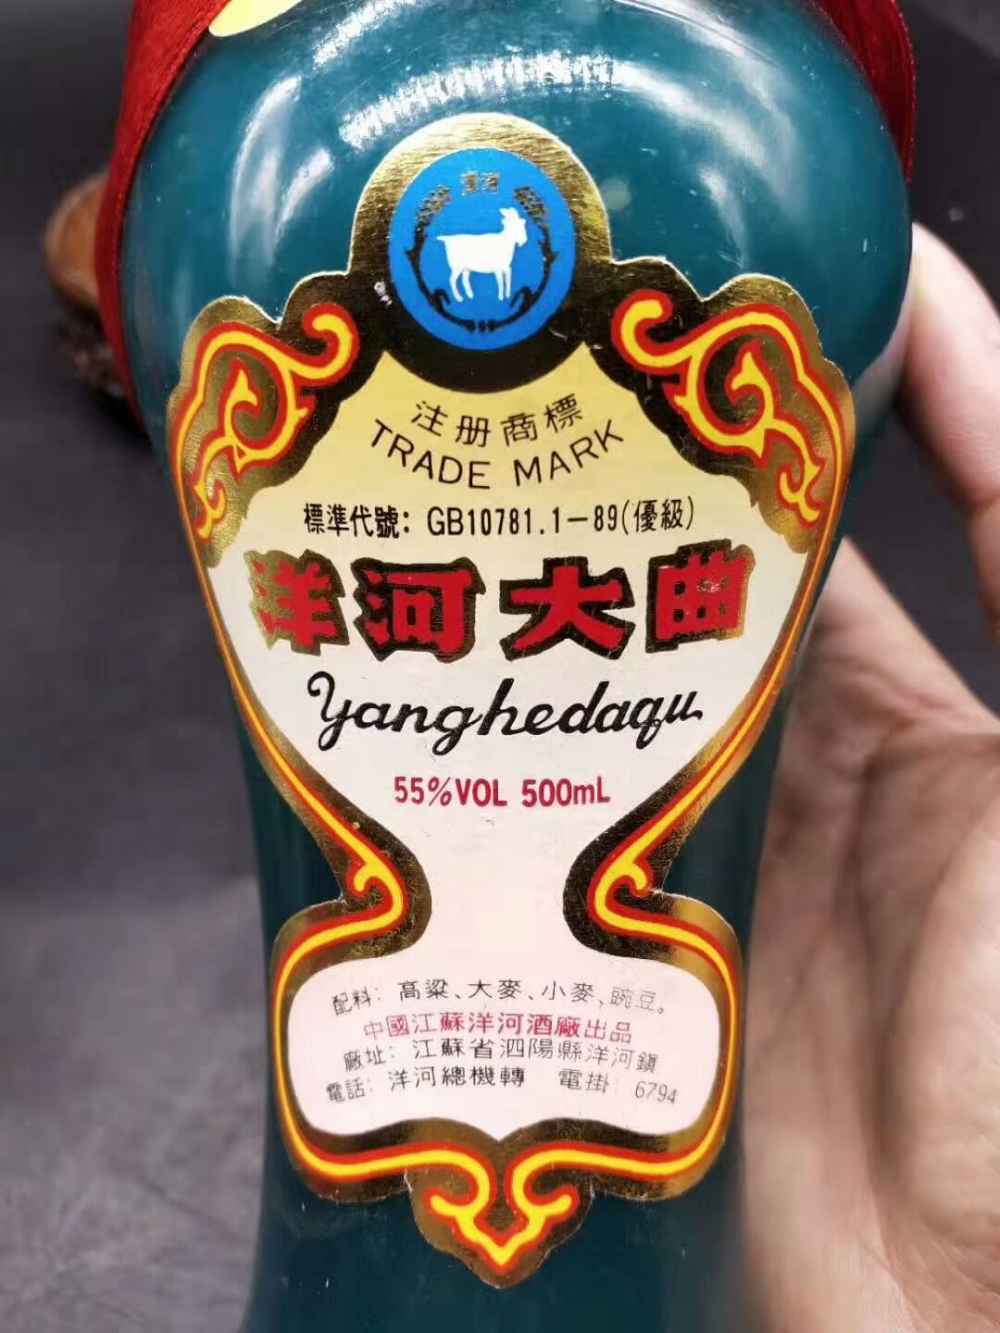 注册商標
TRADE MARK
標準代號：GB10781.1－89(優級)
洋河大曲
Yanghedaqu
55%VOL 500mL
配料：高粱、大麥、小麥、豌豆。
中國江蘇洋河酒廠出品
廠址：江蘇省泗陽縣洋河鎮
電話：洋河總機轉 電掛：6794